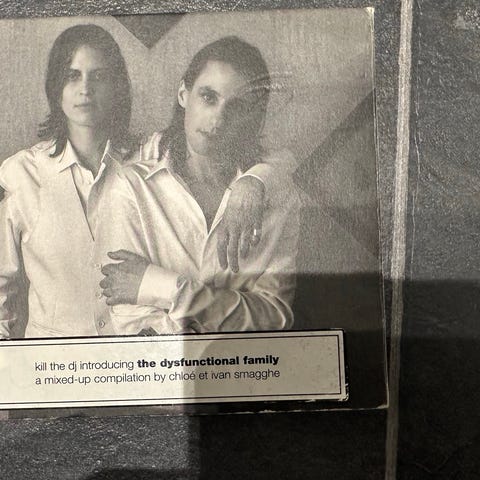 kill the dj introducing the dysfunctional family
a mixed-up compilation by chloé et ivan smagghe